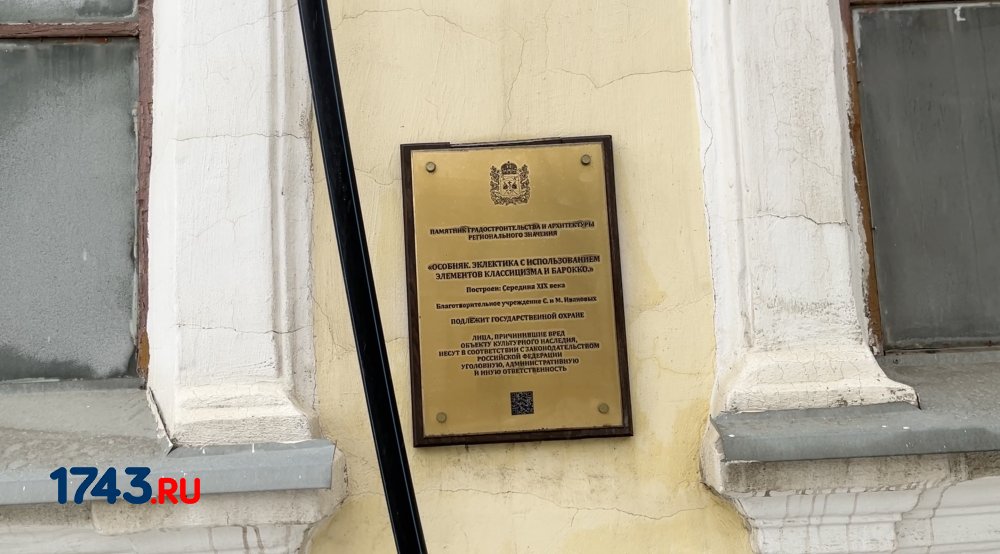 ПАМЯТНИК ГРАДОСТРОИТЕЛЬСТВА И АРХИТЕКТУРЫ
РЕГИОНАЛЬНОГО ЗНАЧЕНИЯ
«ОСОБНЯК. ЭКЛЕКТИКА С ИСПОЛЬЗОВАНИЕМ
ЭЛЕМЕНТОВ КЛАССИЦИЗМА И БАРОККО.»
Построен: Середина XIX века
Благотворительное учреждение С. и М. Ивановых
ПОДЛЕЖИТ ГОСУДАРСТВЕННОЙ ОХРАНЕ
ЛИЦА, ПРИЧИНИВШИЕ ВРЕД
ОБЪЕКТУ КУЛЬТУРНОГО НАСЛЕДИЯ,
НЕСУТ В СООТВЕТСТВИИ С ЗАКОНОДАТЕЛЬСТВОМ
РОССИЙСКОЙ ФЕДЕРАЦИИ
УГОЛОВНУЮ, АДМИНИСТРАТИВНУЮ
И ИНУЮ ОТВЕТСТВЕННОСТЬ
1743.RU